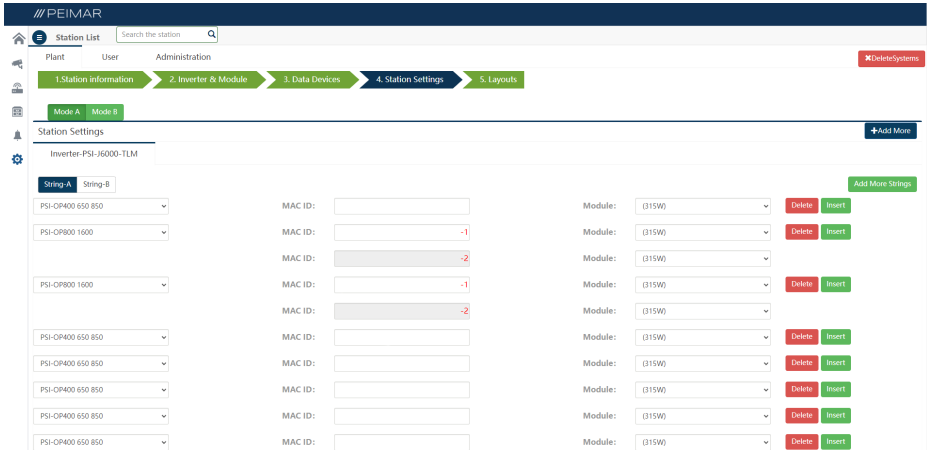 PEIMAR
Station List Search the station
Plant User Administration DeleteSystems
1.Station information 2. Inverter & Module 3. Data Devices 4. Station Settings 5. Layouts
Mode A Mode B
Station Settings +Add More
Inverter-PSI-J6000-TLM
String-A String-B Add More Strings
PSI-OP400 650 850 MAC ID: Module: (315W) Delete Insert
PSI-OP800 1600 MAC ID: -1 Module: (315W) Delete Insert
MAC ID: -2 Module: (315W)
PSI-OP800 1600 MAC ID: -1 Module: (315W) Delete Insert
MAC ID: -2 Module: (315W)
PSI-OP400 650 850 MAC ID: Module: (315W) Delete Insert
PSI-OP400 650 850 MAC ID: Module: (315W) Delete Insert
PSI-OP400 650 850 MAC ID: Module: (315W) Delete Insert
PSI-OP400 650 850 MAC ID: Module: (315W) Delete Insert
PSI-OP400 650 850 MAC ID: Module: (315W) Delete Insert